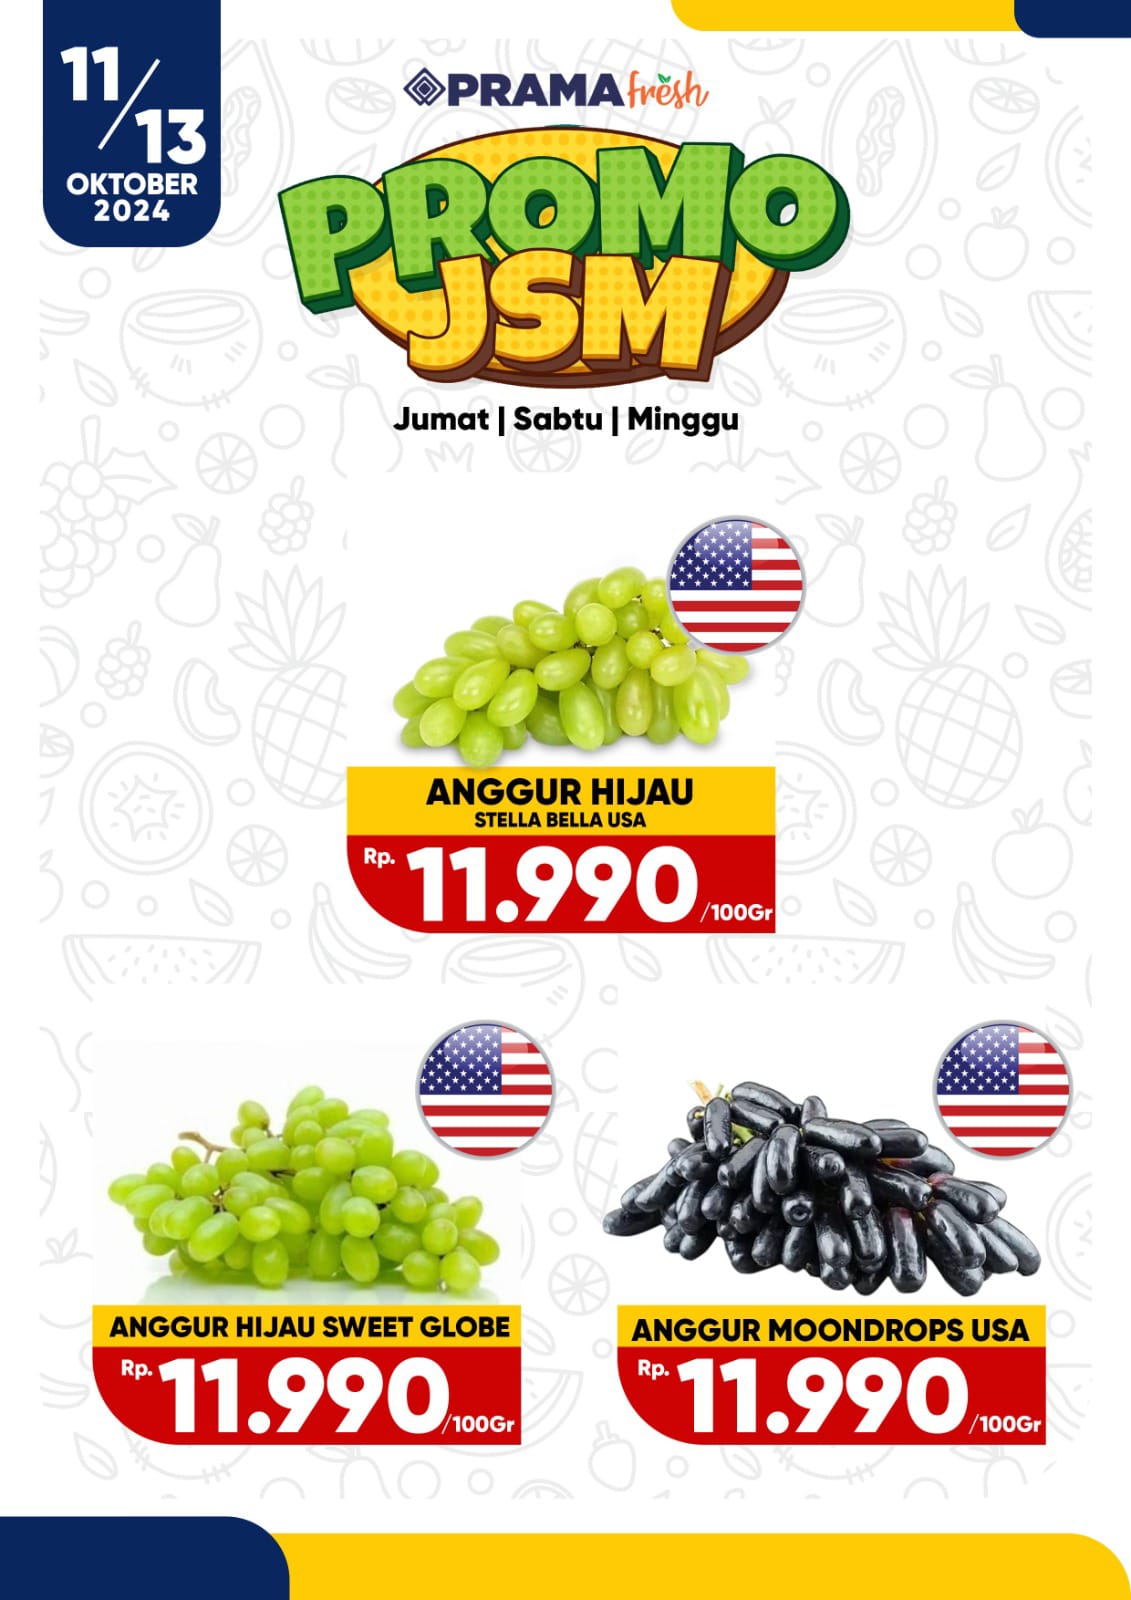 11/13
OKTOBER
2024
PRAMA fresh
PROMO
JSM
Jumat | Sabtu | Minggu
ANGGUR HIJAU
STELLA BELLA USA
Rp. 11.990 /100Gr
ANGGUR HIJAU SWEET GLOBE
Rp. 11.990 /100Gr
ANGGUR MOONDROPS USA
Rp. 11.990 /100Gr